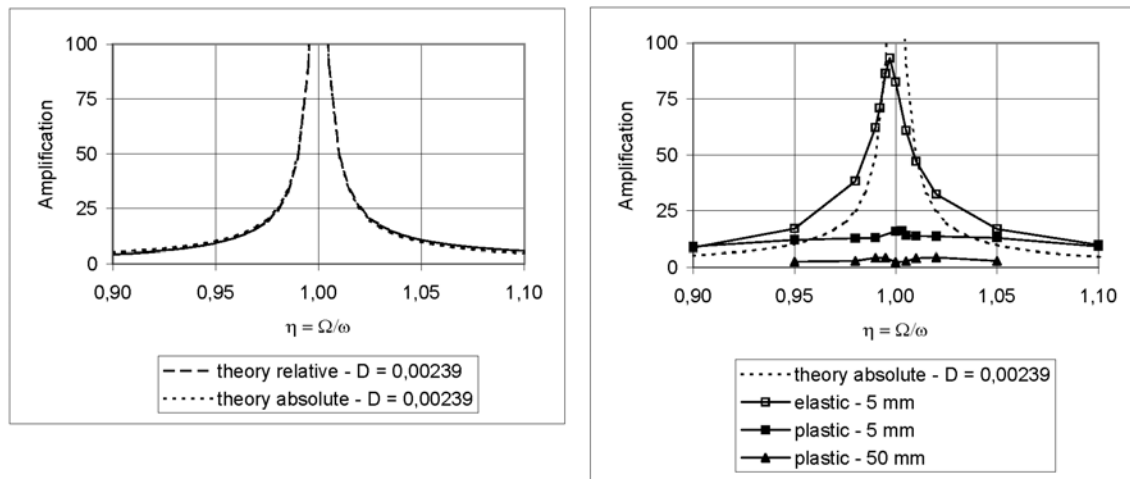 100
75
50
25
0
Amplification
0,90
0,95
1,00
1,05
1,10
η = Ω/ω
theory relative - D = 0,00239
theory absolute - D = 0,00239
100
75
50
25
0
Amplification
0,90
0,95
1,00
1,05
1,10
η = Ω/ω
theory absolute - D = 0,00239
elastic - 5 mm
plastic - 5 mm
plastic - 50 mm